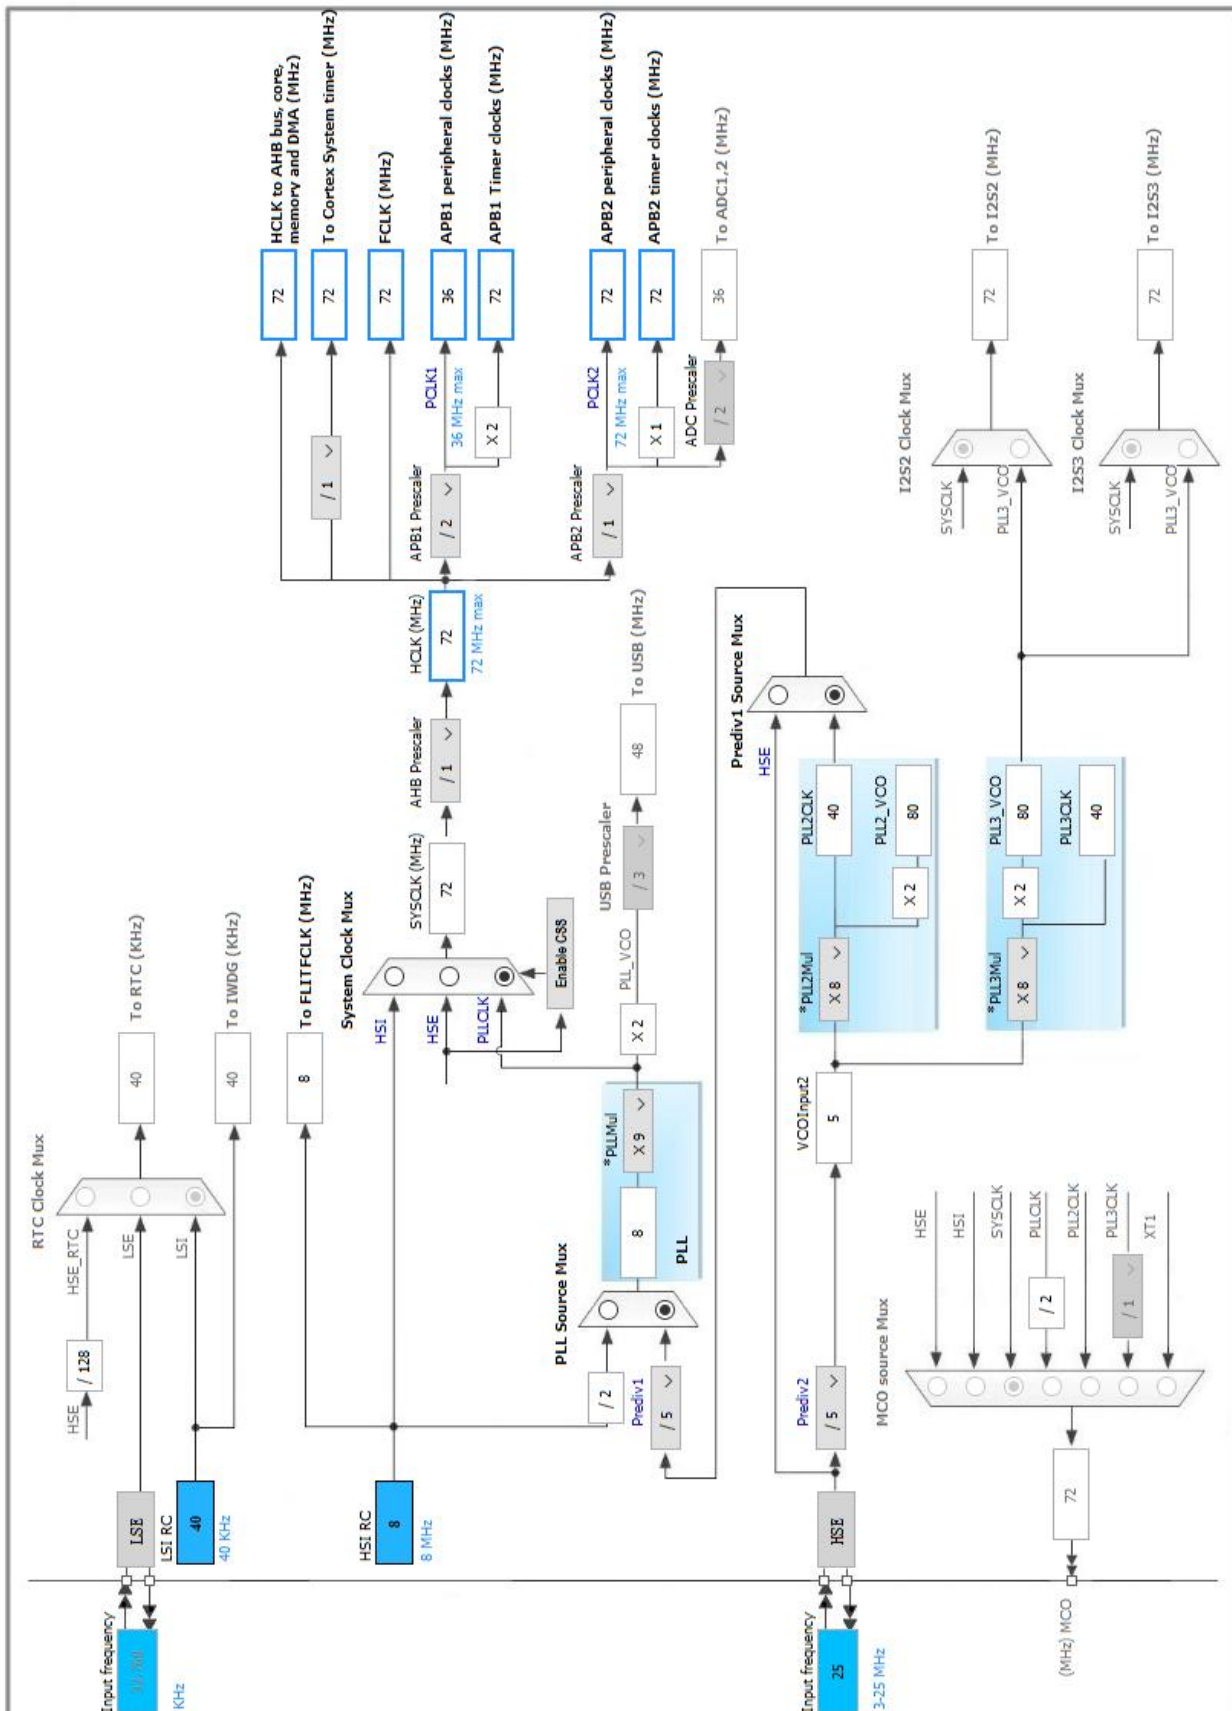 RTC Clock Mux
HSE
/ 128
HSE_RTC
LSE
LSI
40
To RTC (KHz)
Input frequency
KHz
LSE
LSI RC
40
40 KHz
40
To IWDG (KHz)
HSI RC
8
8 MHz
8
To FLITFCLK (MHz)
System Clock Mux
HSI
HSE
PLLCLK
Enable CSS
SYSCLK (MHz)
72
AHB Prescaler
/ 1
HCLK (MHz)
72
72 MHz max
72
HCLK to AHB bus, core,
memory and DMA (MHz)
/ 1
72
To Cortex System timer (MHz)
72
FCLK (MHz)
APB1 Prescaler
/ 2
PCLK1
36 MHz max
36
APB1 peripheral clocks (MHz)
X 2
72
APB1 Timer clocks (MHz)
APB2 Prescaler
/ 1
PCLK2
72 MHz max
72
APB2 peripheral clocks (MHz)
X 1
72
APB2 timer clocks (MHz)
ADC Prescaler
/ 2
36
To ADC1,2 (MHz)
PLL Source Mux
/ 2
Prediv1
/ 5
8
*PLLMul
X 9
PLL
X 2
PLL_VCO
USB Prescaler
/ 3
48
To USB (MHz)
Input frequency
25
3-25 MHz
HSE
Prediv2
/ 5
VCOInput2
5
HSE
Prediv1 Source Mux
*PLL2Mul
X 8
PLL2CLK
40
X 2
PLL2_VCO
80
*PLL3Mul
X 8
X 2
PLL3_VCO
80
PLL3CLK
40
I2S2 Clock Mux
SYSCLK
PLL3_VCO
72
To I2S2 (MHz)
I2S3 Clock Mux
SYSCLK
PLL3_VCO
72
To I2S3 (MHz)
MCO source Mux
HSE
HSI
SYSCLK
/ 2
PLLCLK
PLL2CLK
/ 1
PLL3CLK
XT1
72
(MHz) MCO